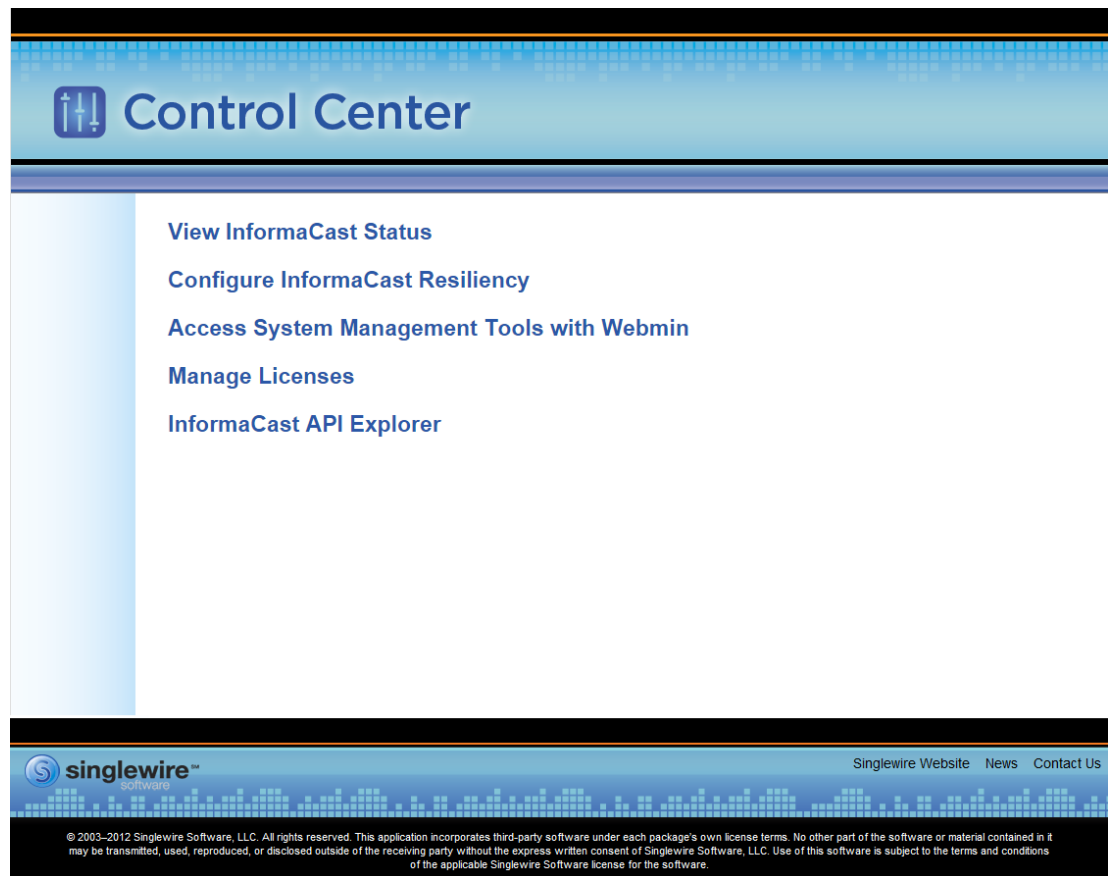 Control Center
View InformaCast Status
Configure InformaCast Resiliency
Access System Management Tools with Webmin
Manage Licenses
InformaCast API Explorer
S singlewire℠
software
Singlewire Website News Contact Us
© 2003–2012 Singlewire Software, LLC. All rights reserved. This application incorporates third-party software under each package's own license terms. No other part of the software or material contained in it
may be transmitted, used, reproduced, or disclosed outside of the receiving party without the express written consent of Singlewire Software, LLC. Use of this software is subject to the terms and conditions
of the applicable Singlewire Software license for the software.